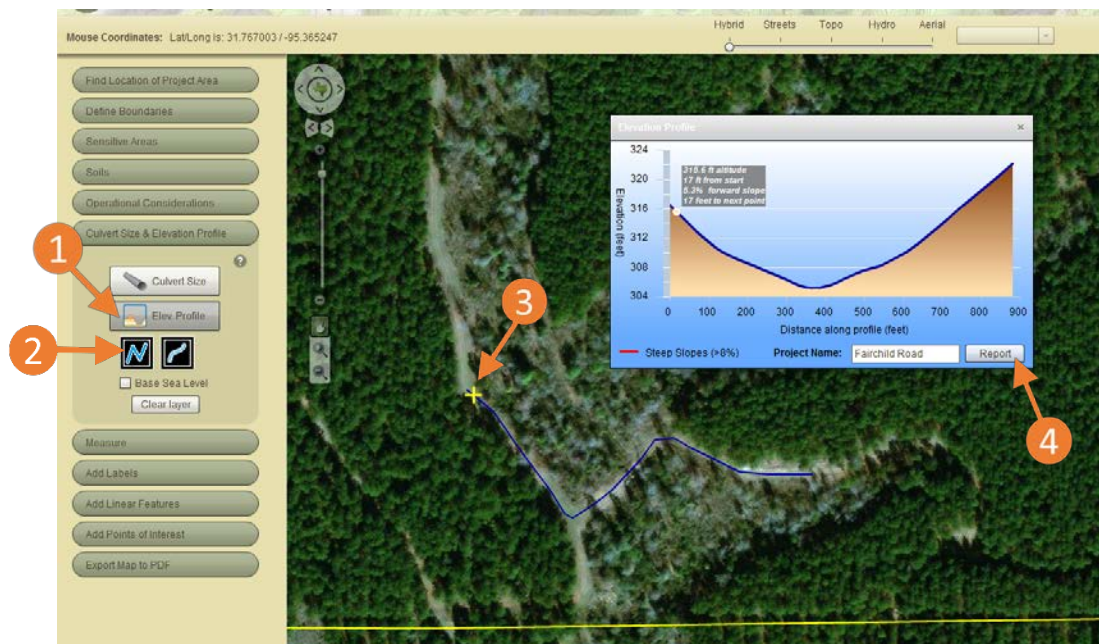 Mouse Coordinates: Lat/Long is: 31.767003 / -95.365247
Hybrid Streets Topo Hydro Aerial
Find Location of Project Area
Define Boundaries
Sensitive Areas
Soils
Operational Considerations
Culvert Size & Elevation Profile
?
1
Culvert Size
Elev Profile
2
Base Sea Level
Clear layer
Measure
Add Labels
Add Linear Features
Add Points of Interest
Export Map to PDF
3
Elevation Profile ×
324
320
316
312
308
304
Elevation (feet)
315.6 ft altitude
17 ft from start
5.3% forward slope
17 feet to next point
0 100 200 300 400 500 600 700 800 900
Distance along profile (feet)
Steep Slopes (>8%) Project Name: Fairchild Road Report
4